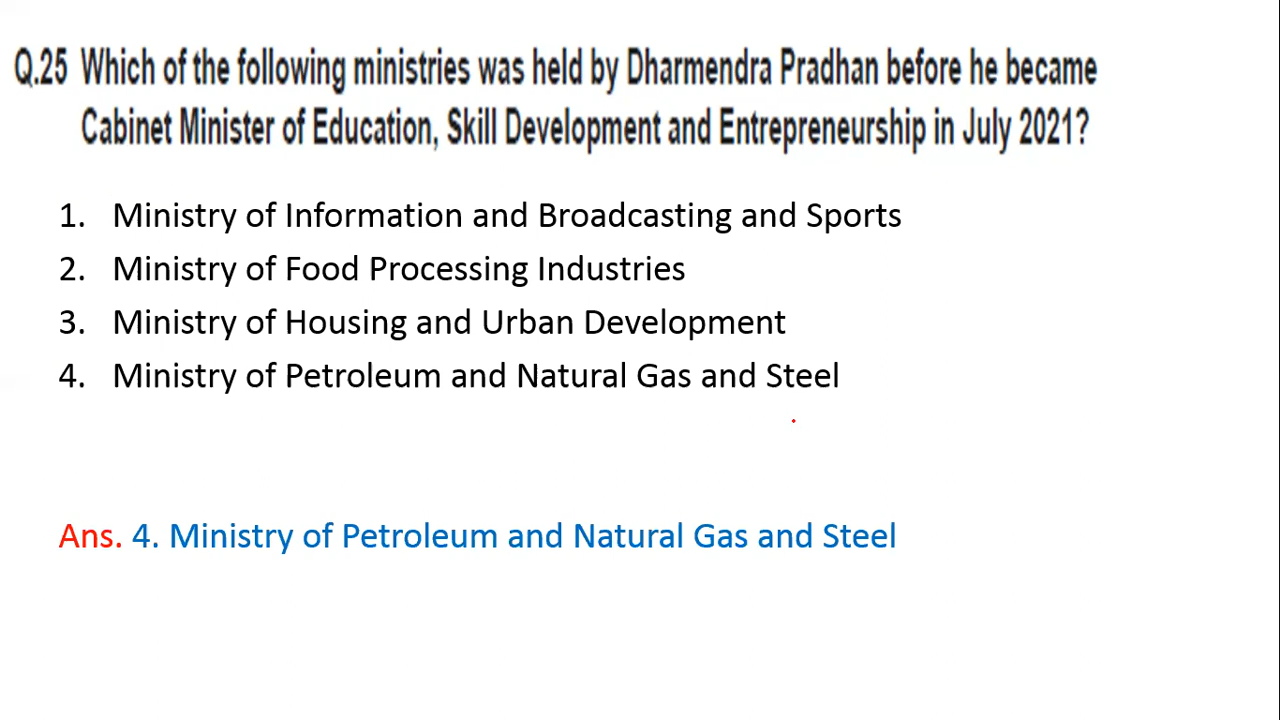 Q.25 Which of the following ministries was held by Dharmendra Pradhan before he became
Cabinet Minister of Education, Skill Development and Entrepreneurship in July 2021?
1. Ministry of Information and Broadcasting and Sports
2. Ministry of Food Processing Industries
3. Ministry of Housing and Urban Development
4. Ministry of Petroleum and Natural Gas and Steel
Ans. 4. Ministry of Petroleum and Natural Gas and Steel